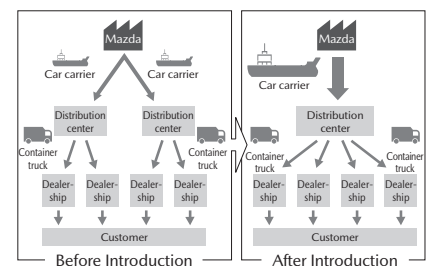 Mazda
Car carrier
Car carrier
Distribution
center
Distribution
center
Container
truck
Container
truck
Dealer-
ship
Dealer-
ship
Dealer-
ship
Dealer-
ship
Customer
Before Introduction
Mazda
Car carrier
Distribution
center
Container
truck
Container
truck
Dealer-
ship
Dealer-
ship
Dealer-
ship
Dealer-
ship
Customer
After Introduction